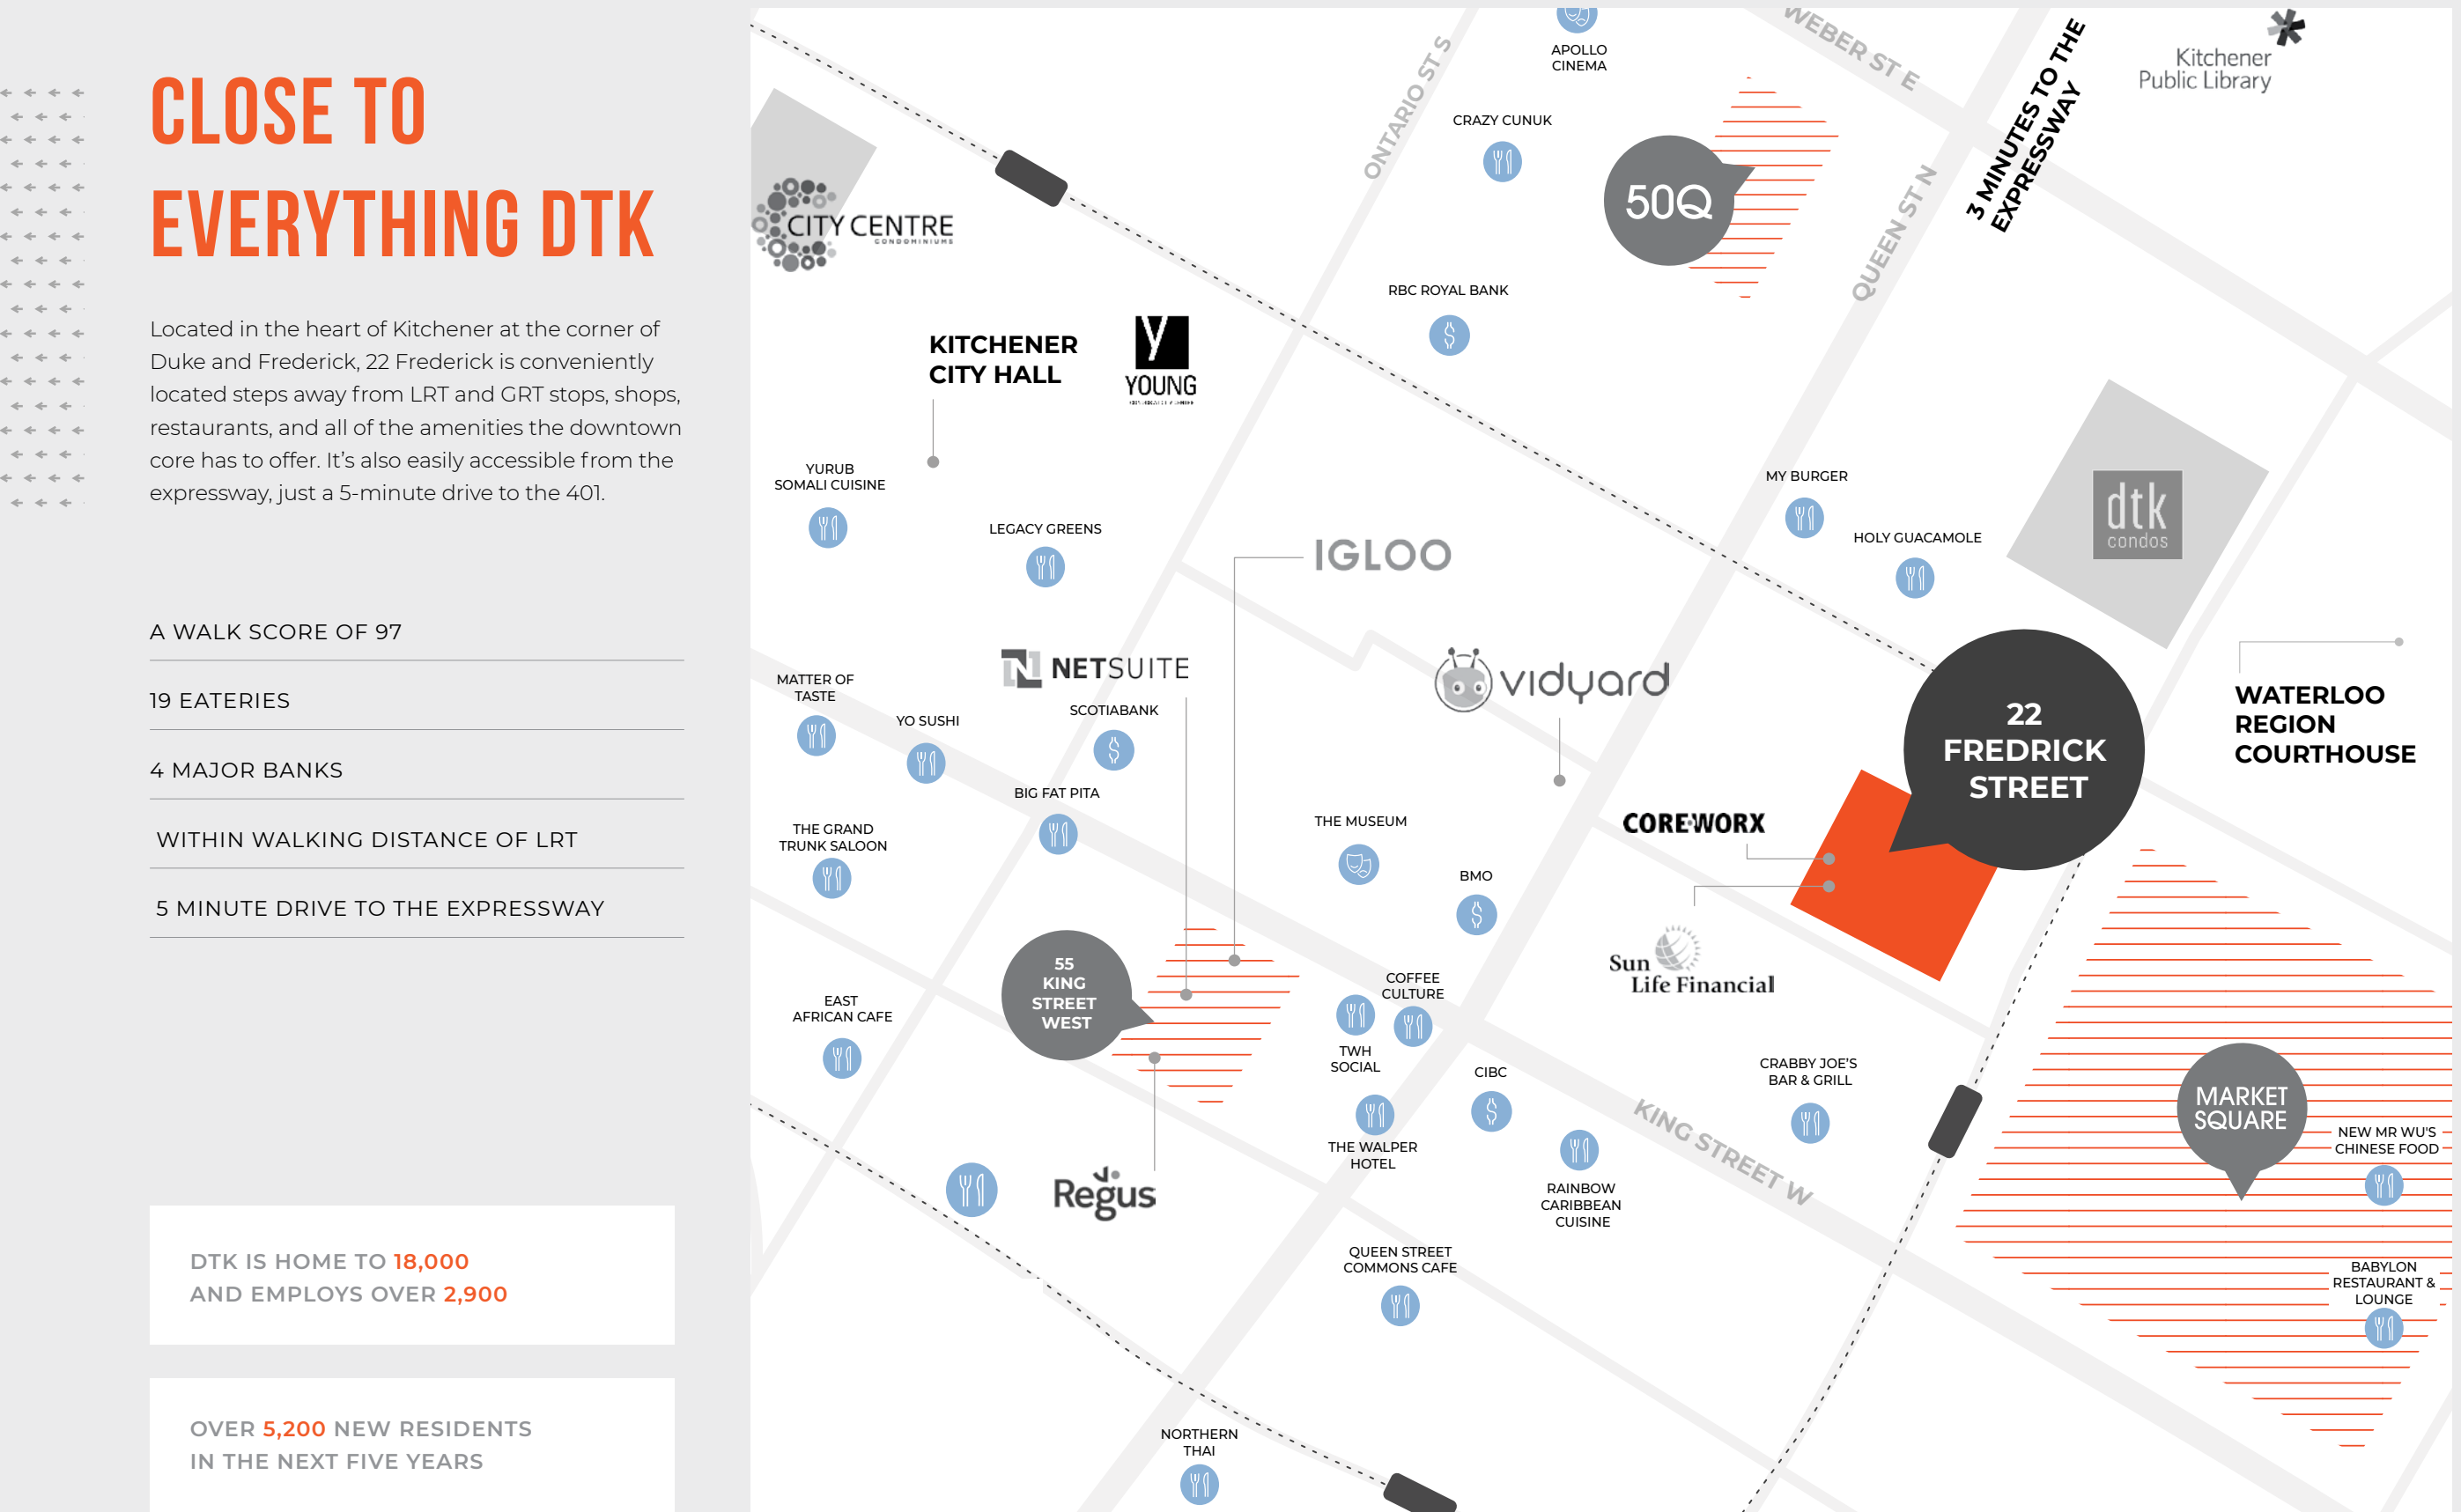 CLOSE TO
EVERYTHING DTK
Located in the heart of Kitchener at the corner of
Duke and Frederick, 22 Frederick is conveniently
located steps away from LRT and GRT stops, shops,
restaurants, and all of the amenities the downtown
core has to offer. It's also easily accessible from the
expressway, just a 5-minute drive to the 401.
A WALK SCORE OF 97
19 EATERIES
4 MAJOR BANKS
WITHIN WALKING DISTANCE OF LRT
5 MINUTE DRIVE TO THE EXPRESSWAY
DTK IS HOME TO 18,000
AND EMPLOYS OVER 2,900
OVER 5,200 NEW RESIDENTS
IN THE NEXT FIVE YEARS
APOLLO
CINEMA
WEBER ST E
3 MINUTES TO THE
EXPRESSWAY
Kitchener
Public Library
ONTARIO ST S
CRAZY CUNUK
50Q
QUEEN ST N
CITY CENTRE
CONDOMINIUMS
RBC ROYAL BANK
KITCHENER
CITY HALL
y
YOUNG
YURUB
SOMALI CUISINE
LEGACY GREENS
IGLOO
MY BURGER
HOLY GUACAMOLE
dtk
condos
NETSUITE
vidyard
MATTER OF
TASTE
YO SUSHI
SCOTIABANK
22
FREDRICK
STREET
WATERLOO
REGION
COURTHOUSE
BIG FAT PITA
THE GRAND
TRUNK SALOON
THE MUSEUM
COREWORX
BMO
55
KING
STREET
WEST
Sun
Life Financial
COFFEE
CULTURE
EAST
AFRICAN CAFE
TWH
SOCIAL
CIBC
CRABBY JOE'S
BAR & GRILL
KING STREET W
MARKET
SQUARE
NEW MR WU'S
CHINESE FOOD
THE WALPER
HOTEL
Regus
RAINBOW
CARIBBEAN
CUISINE
QUEEN STREET
COMMONS CAFE
BABYLON
RESTAURANT &
LOUNGE
NORTHERN
THAI